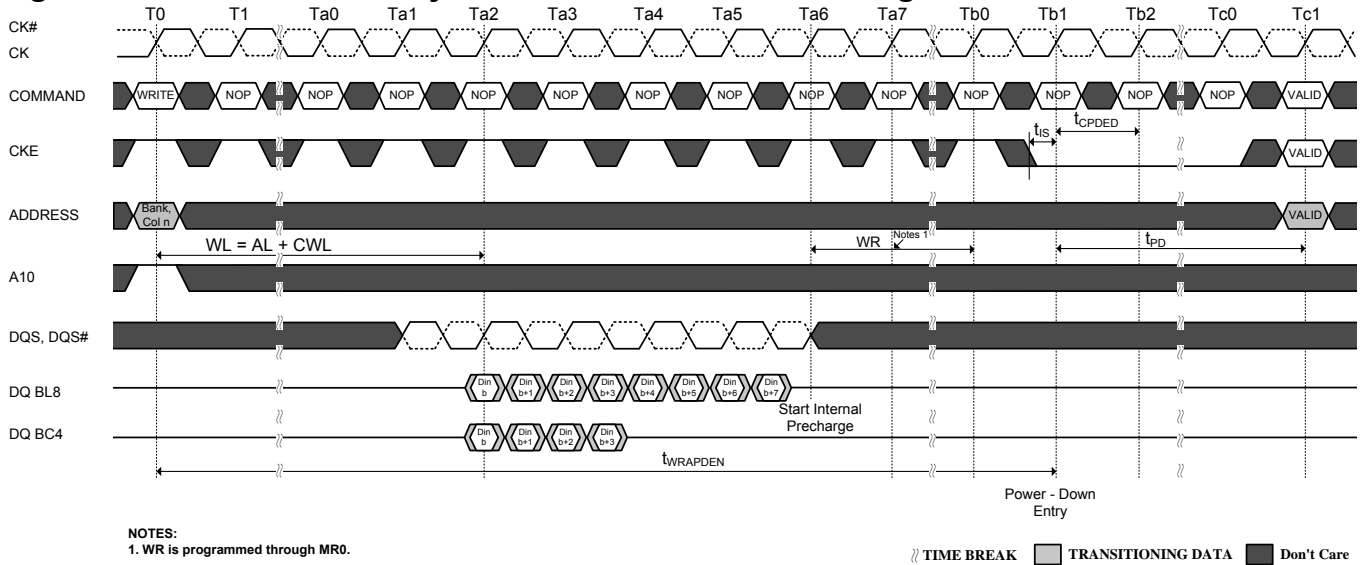 T0 T1 Ta0 Ta1 Ta2 Ta3 Ta4 Ta5 Ta6 Ta7 Tb0 Tb1 Tb2 Tc0 Tc1
CK#
CK
COMMAND WRITE NOP NOP NOP NOP NOP NOP NOP NOP NOP NOP NOP NOP NOP VALID
tIS tCPDED
CKE VALID
ADDRESS Bank, Col n VALID
WL = AL + CWL WR Notes 1 tPD
A10
DQS, DQS#
DQ BL8 Din b Din b+1 Din b+2 Din b+3 Din b+4 Din b+5 Din b+6 Din b+7
Start Internal
Precharge
DQ BC4 Din b Din b+1 Din b+2 Din b+3
tWRAPDEN
Power - Down
Entry
NOTES:
1. WR is programmed through MR0.
TIME BREAK TRANSITIONING DATA Don't Care